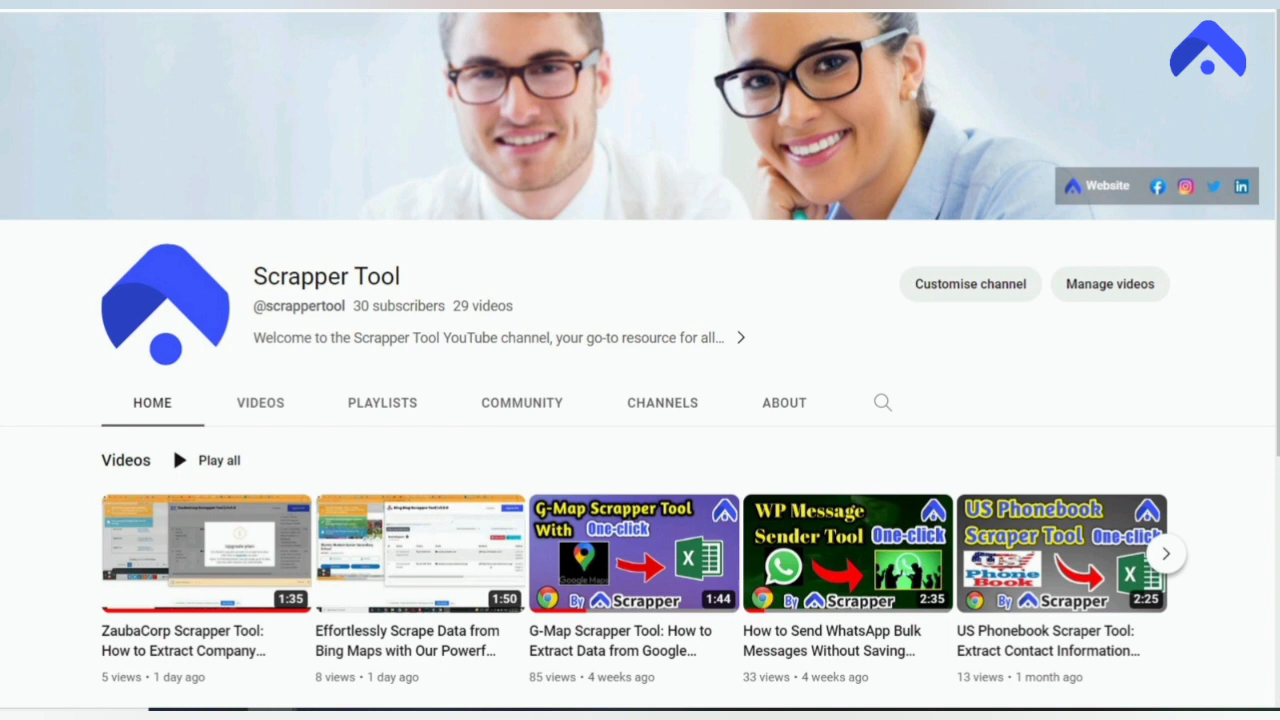 Website
Scrapper Tool
@scrappertool 30 subscribers 29 videos
Welcome to the Scrapper Tool YouTube channel, your go-to resource for all...
Customise channel
Manage videos
HOME VIDEOS PLAYLISTS COMMUNITY CHANNELS ABOUT
Videos Play all
Upgrade plan
1:35
1:50
G-Map Scrapper Tool
With One-click
Google Maps
By Scrapper
1:44
WP Message
Sender Tool One-click
By Scrapper
2:35
US Phonebook
Scraper Tool One-click
Phone
Book
By Scrapper
2:25
ZaubaCorp Scrapper Tool:
How to Extract Company...
5 views • 1 day ago
Effortlessly Scrape Data from
Bing Maps with Our Powerf...
8 views • 1 day ago
G-Map Scrapper Tool: How to
Extract Data from Google...
85 views • 4 weeks ago
How to Send WhatsApp Bulk
Messages Without Saving...
33 views • 4 weeks ago
US Phonebook Scraper Tool:
Extract Contact Information...
13 views • 1 month ago